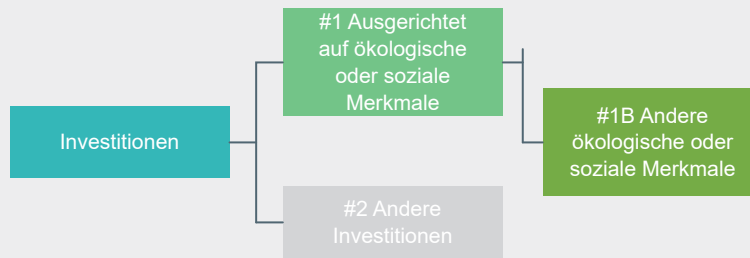 #1 Ausgerichtet
auf ökologische
oder soziale
Merkmale
Investitionen
#1B Andere
ökologische oder
soziale Merkmale
#2 Andere
Investitionen